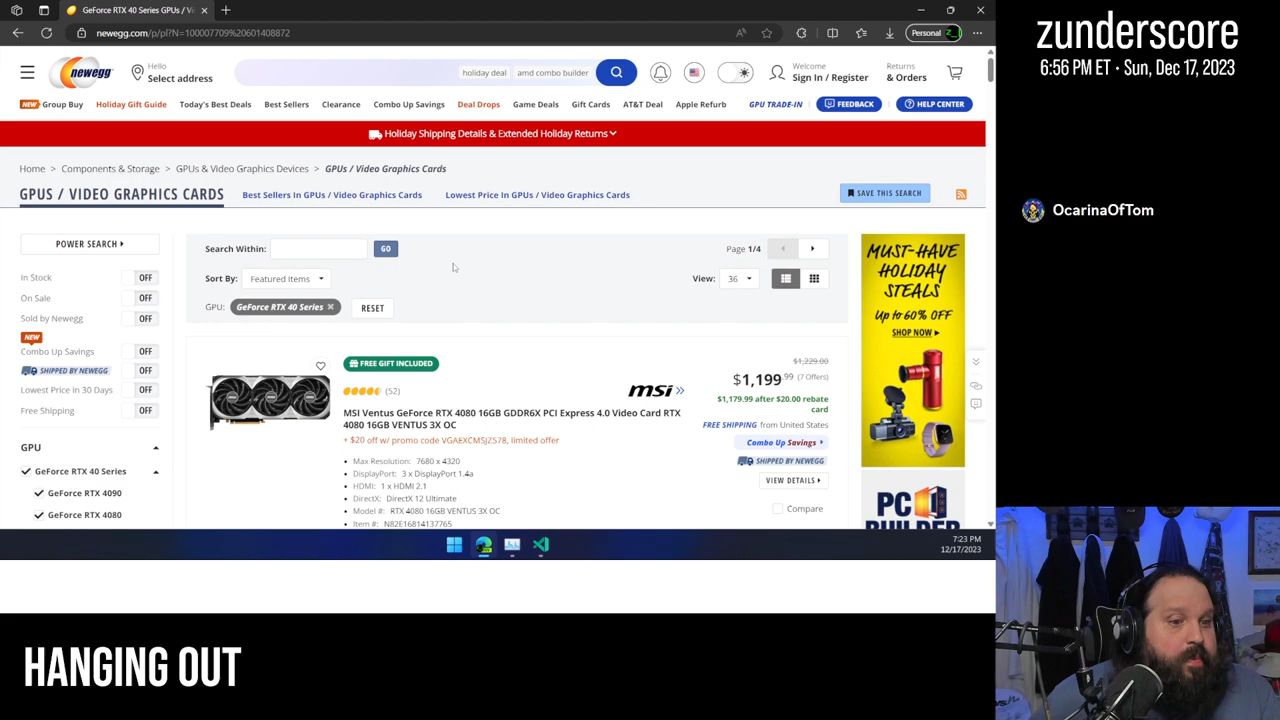 GeForce RTX 40 Series GPUs / Vi
newegg.com/p/pl?N=100007709%20601408872
Personal
zunderscore
6:56 PM ET • Sun, Dec 17, 2023
newegg
Hello
Select address
holiday deal
amd combo builder
Welcome
Sign In / Register
Returns
& Orders
NEW Group Buy
Holiday Gift Guide
Today's Best Deals
Best Sellers
Clearance
Combo Up Savings
Deal Drops
Game Deals
Gift Cards
AT&T Deal
Apple Refurb
GPU TRADE-IN
FEEDBACK
HELP CENTER
Holiday Shipping Details & Extended Holiday Returns
Home > Components & Storage > GPUs & Video Graphics Devices > GPUs / Video Graphics Cards
GPUS / VIDEO GRAPHICS CARDS
Best Sellers In GPUs / Video Graphics Cards
Lowest Price In GPUs / Video Graphics Cards
SAVE THIS SEARCH
OcarinaOfTom
POWER SEARCH
In Stock OFF
On Sale OFF
Sold by Newegg OFF
NEW
Combo Up Savings OFF
SHIPPED BY NEWEGG OFF
Lowest Price In 30 Days OFF
Free Shipping OFF
GPU
GeForce RTX 40 Series
GeForce RTX 4090
GeForce RTX 4080
Search Within: GO
Page 1/4
Sort By: Featured Items
View: 36
GPU: GeForce RTX 40 Series RESET
FREE GIFT INCLUDED
(52)
msi
MSI Ventus GeForce RTX 4080 16GB GDDR6X PCI Express 4.0 Video Card RTX
4080 16GB VENTUS 3X OC
+ $20 off w/ promo code VGAEXCMSJZ578, limited offer
• Max Resolution: 7680 x 4320
• DisplayPort: 3 x DisplayPort 1.4a
• HDMI: 1 x HDMI 2.1
• DirectX: DirectX 12 Ultimate
• Model #: RTX 4080 16GB VENTUS 3X OC
• Item #: N82E16814137765
$1,229.00
$1,199.99 (7 Offers)
$1,179.99 after $20.00 rebate
card
FREE SHIPPING from United States
Combo Up Savings
SHIPPED BY NEWEGG
VIEW DETAILS
Compare
MUST-HAVE
HOLIDAY
STEALS
Up to 60% OFF
SHOP NOW
PC
BUILDER
7:23 PM
12/17/2023
HANGING OUT